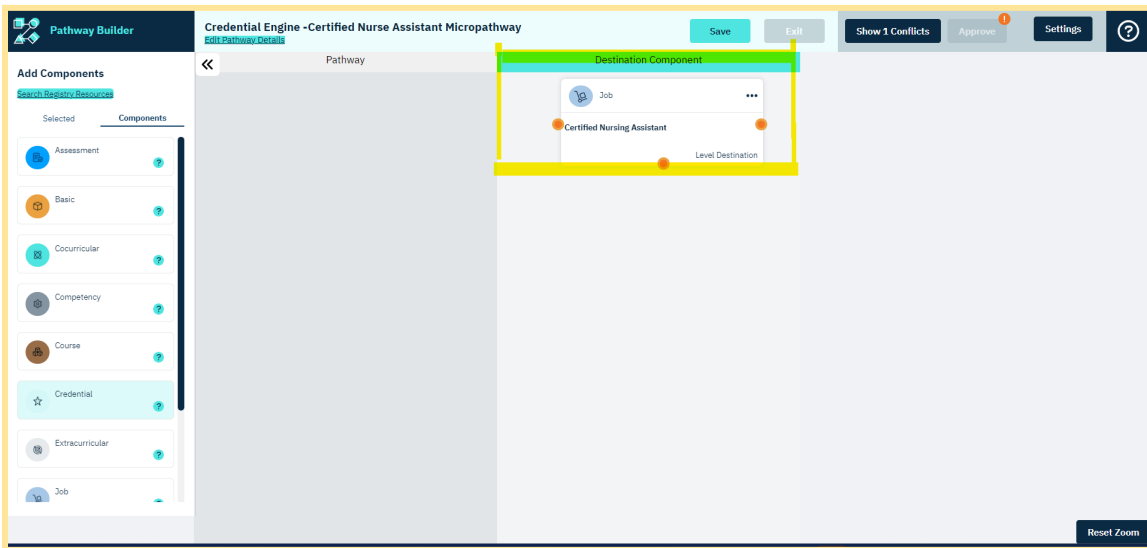 Pathway Builder
Credential Engine -Certified Nurse Assistant Micropathway
Edit Pathway Details
Save
Exit
Show 1 Conflicts
Approve
!
Settings
?
Add Components
Search Registry Resources
Selected
Components
Assessment
?
Basic
?
Cocurricular
?
Competency
?
Course
?
Credential
?
Extracurricular
?
Job
Pathway
Destination Component
Job
Certified Nursing Assistant
Level Destination
Reset Zoom